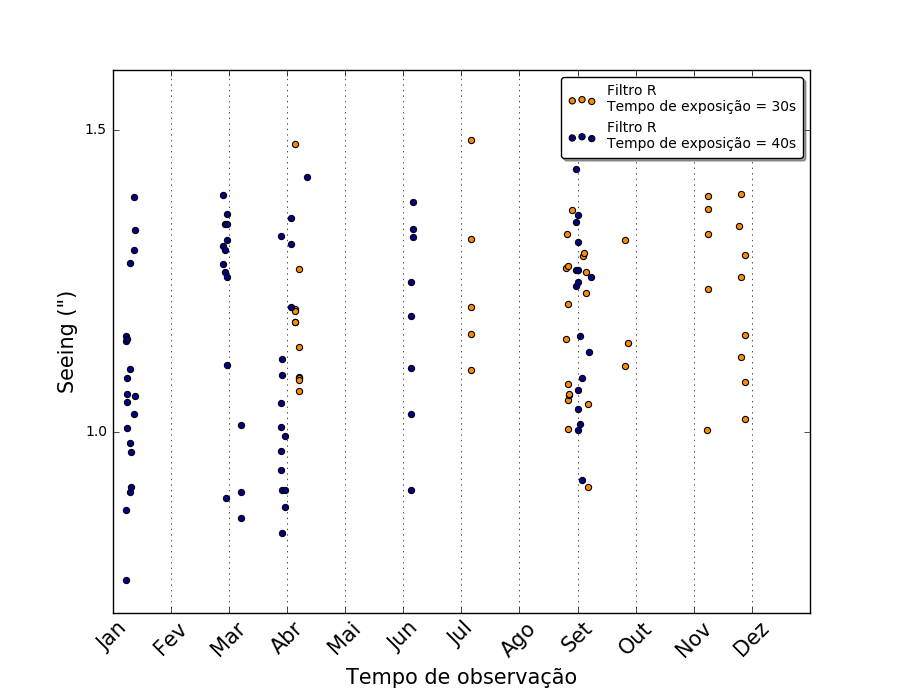 Filtro R
Tempo de exposição = 30s
Filtro R
Tempo de exposição = 40s
1.5
1.0
Seeing (")
Jan Fev Mar Abr Mai Jun Jul Ago Set Out Nov Dez
Tempo de observação